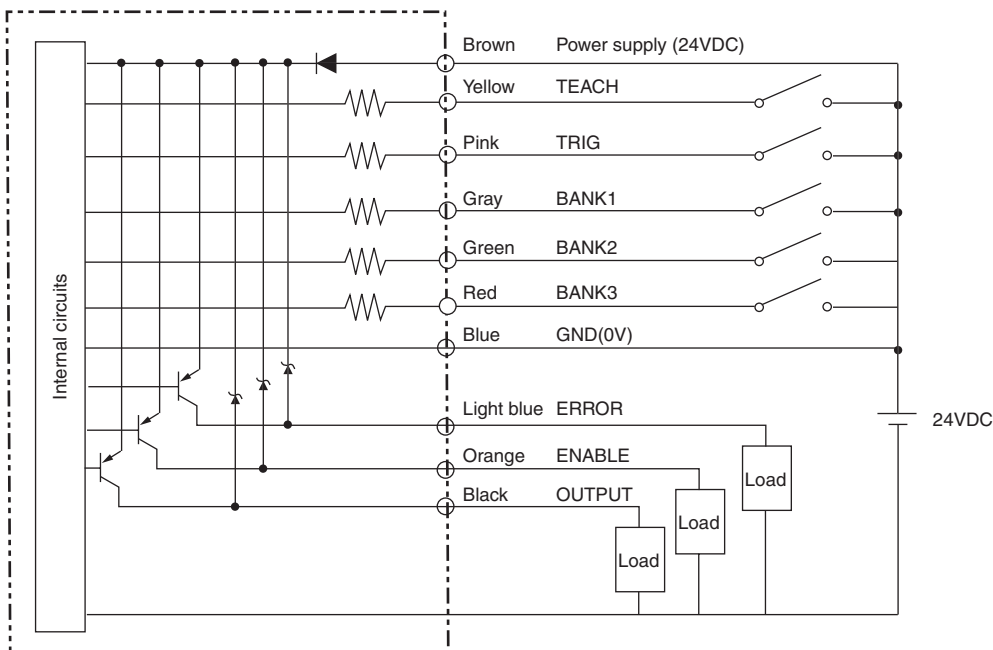 Brown Power supply (24VDC)
Yellow TEACH
Pink TRIG
Gray BANK1
Green BANK2
Red BANK3
Blue GND(0V)
Internal circuits
Light blue ERROR
24VDC
Orange ENABLE
Load
Black OUTPUT
Load
Load